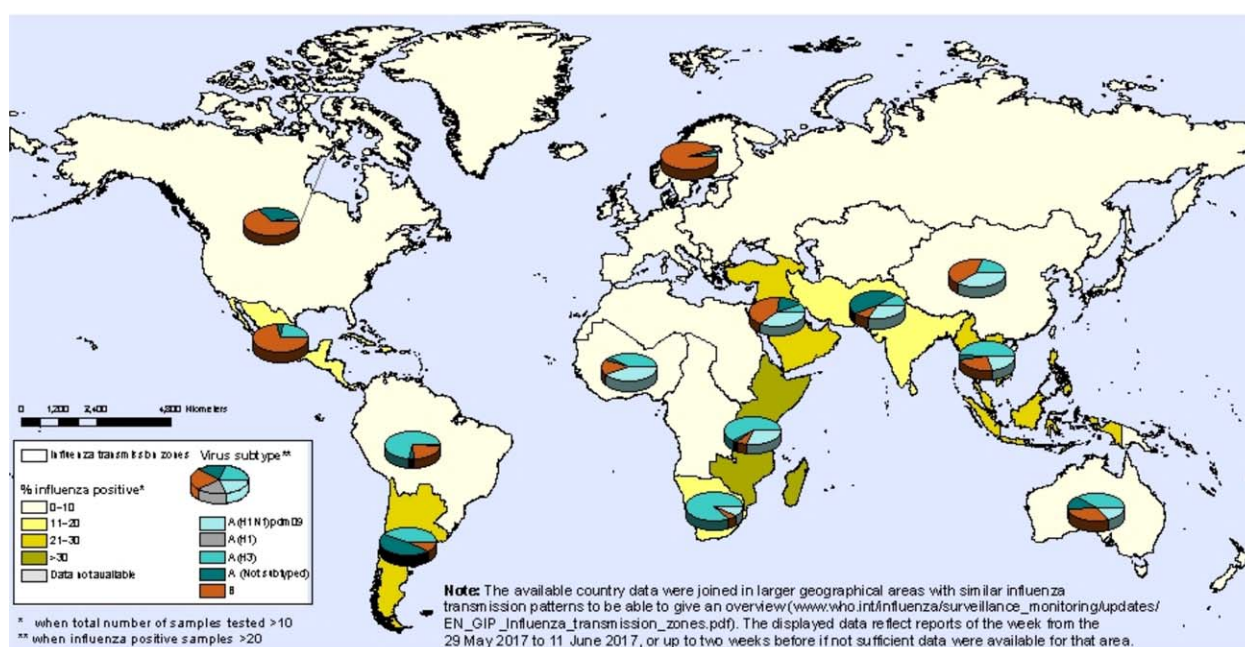 0 1,200 2,400 4,800 Kilometers
Influenza transmission zones
Virus subtype**
% influenza positive*
0-10
11-20
21-30
>30
Data not available
A(H1N1)pdm09
A(H1)
A(H3)
A (Not subtyped)
B
* when total number of samples tested >10
** when influenza positive samples >20
Note: The available country data were joined in larger geographical areas with similar influenza
transmission patterns to be able to give an overview (www.who.int/influenza/surveillance_monitoring/updates/
EN_GIP_Influenza_transmission_zones.pdf). The displayed data reflect reports of the week from the
29 May 2017 to 11 June 2017, or up to two weeks before if not sufficient data were available for that area.